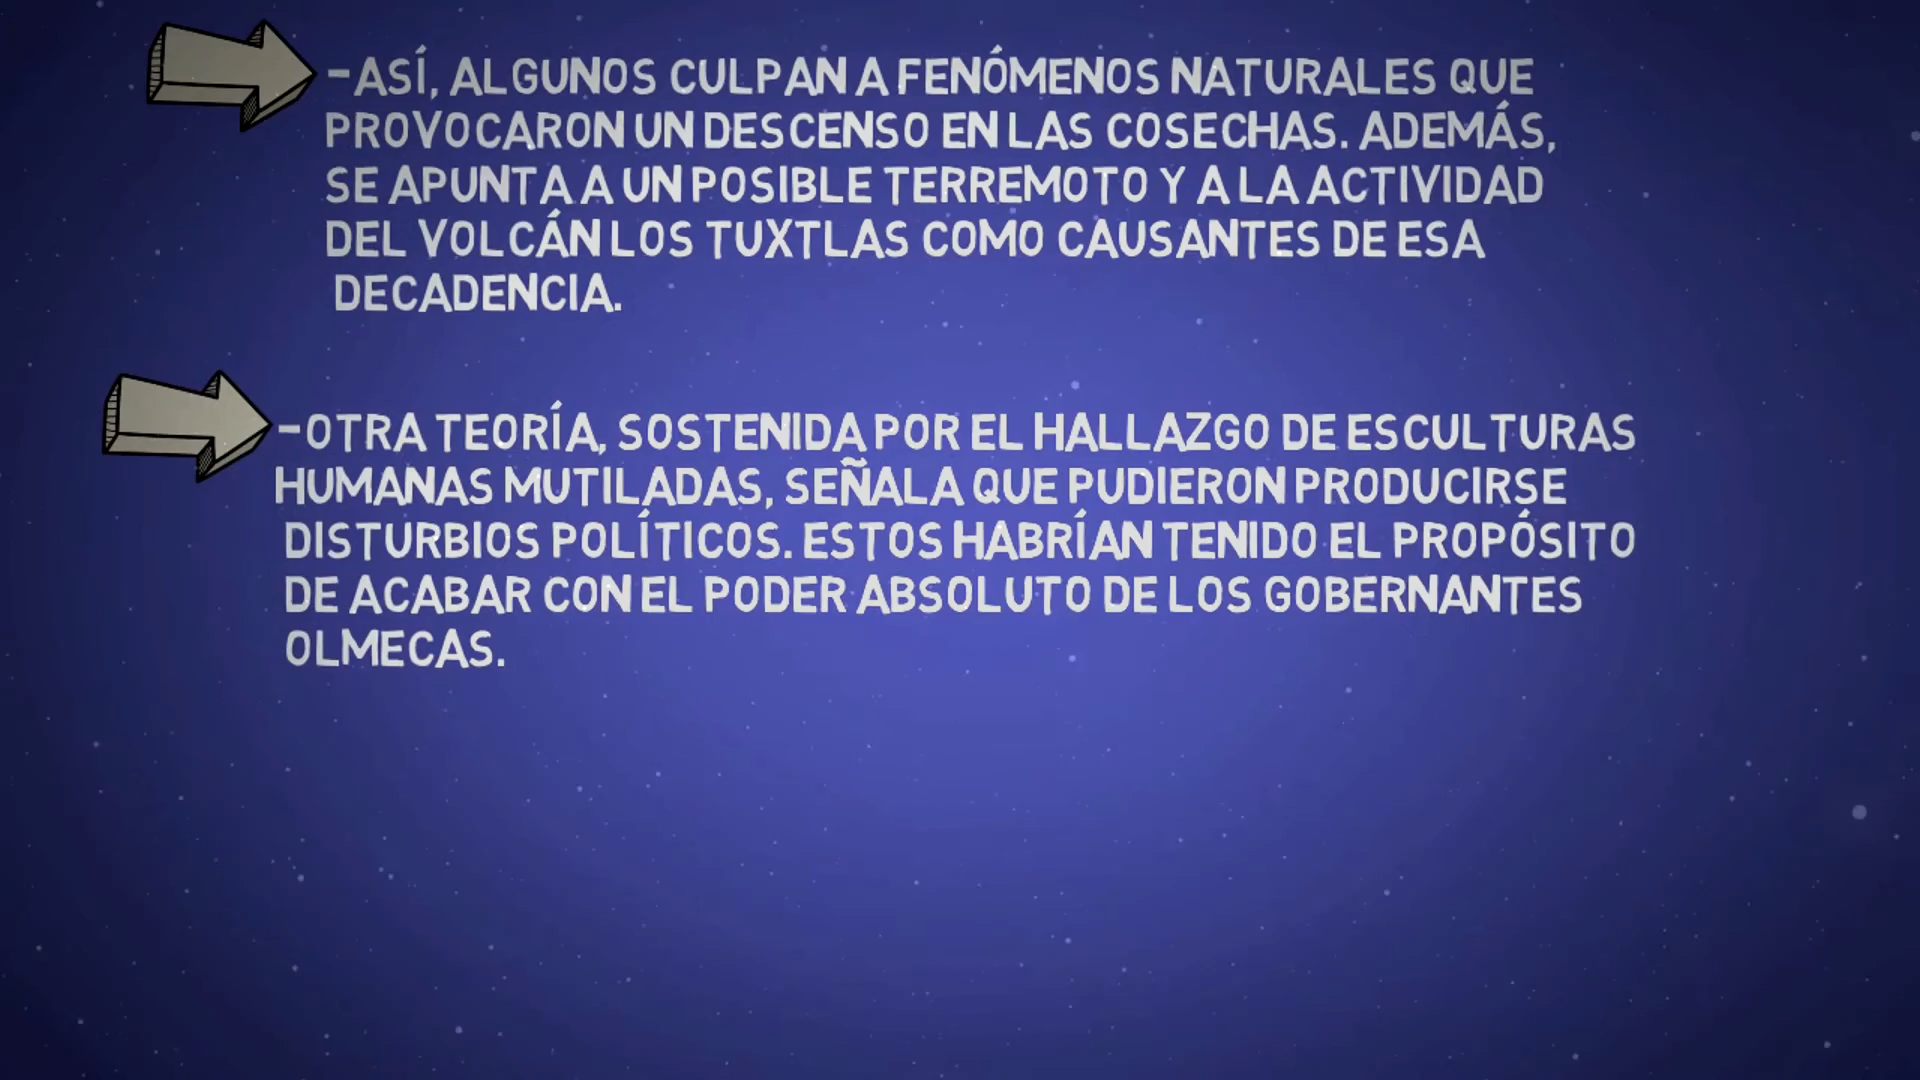 -ASÍ, ALGUNOS CULPAN A FENÓMENOS NATURALES QUE
PROVOCARON UN DESCENSO EN LAS COSECHAS. ADEMÁS,
SE APUNTA A UN POSIBLE TERREMOTO Y A LA ACTIVIDAD
DEL VOLCÁN LOS TUXTLAS COMO CAUSANTES DE ESA
DECADENCIA.
-OTRA TEORÍA, SOSTENIDA POR EL HALLAZGO DE ESCULTURAS
HUMANAS MUTILADAS, SEÑALA QUE PUDIERON PRODUCIRSE
DISTURBIOS POLÍTICOS. ESTOS HABRÍAN TENIDO EL PROPÓSITO
DE ACABAR CON EL PODER ABSOLUTO DE LOS GOBERNANTES
OLMECAS.